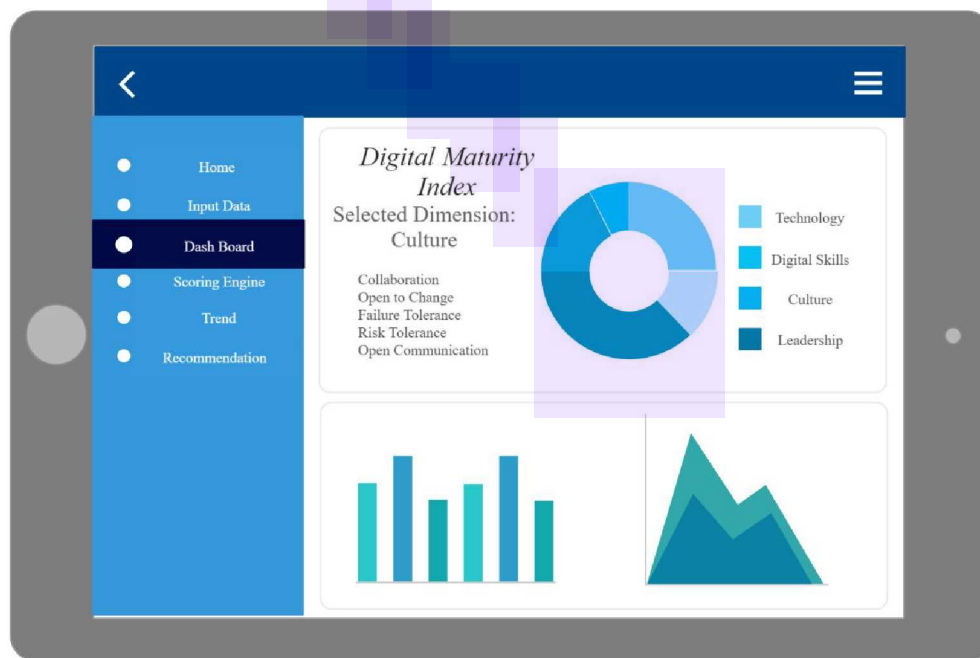 Home
Input Data
Dash Board
Scoring Engine
Trend
Recommendation
Digital Maturity
Index
Selected Dimension:
Culture
Collaboration
Open to Change
Failure Tolerance
Risk Tolerance
Open Communication
Technology
Digital Skills
Culture
Leadership